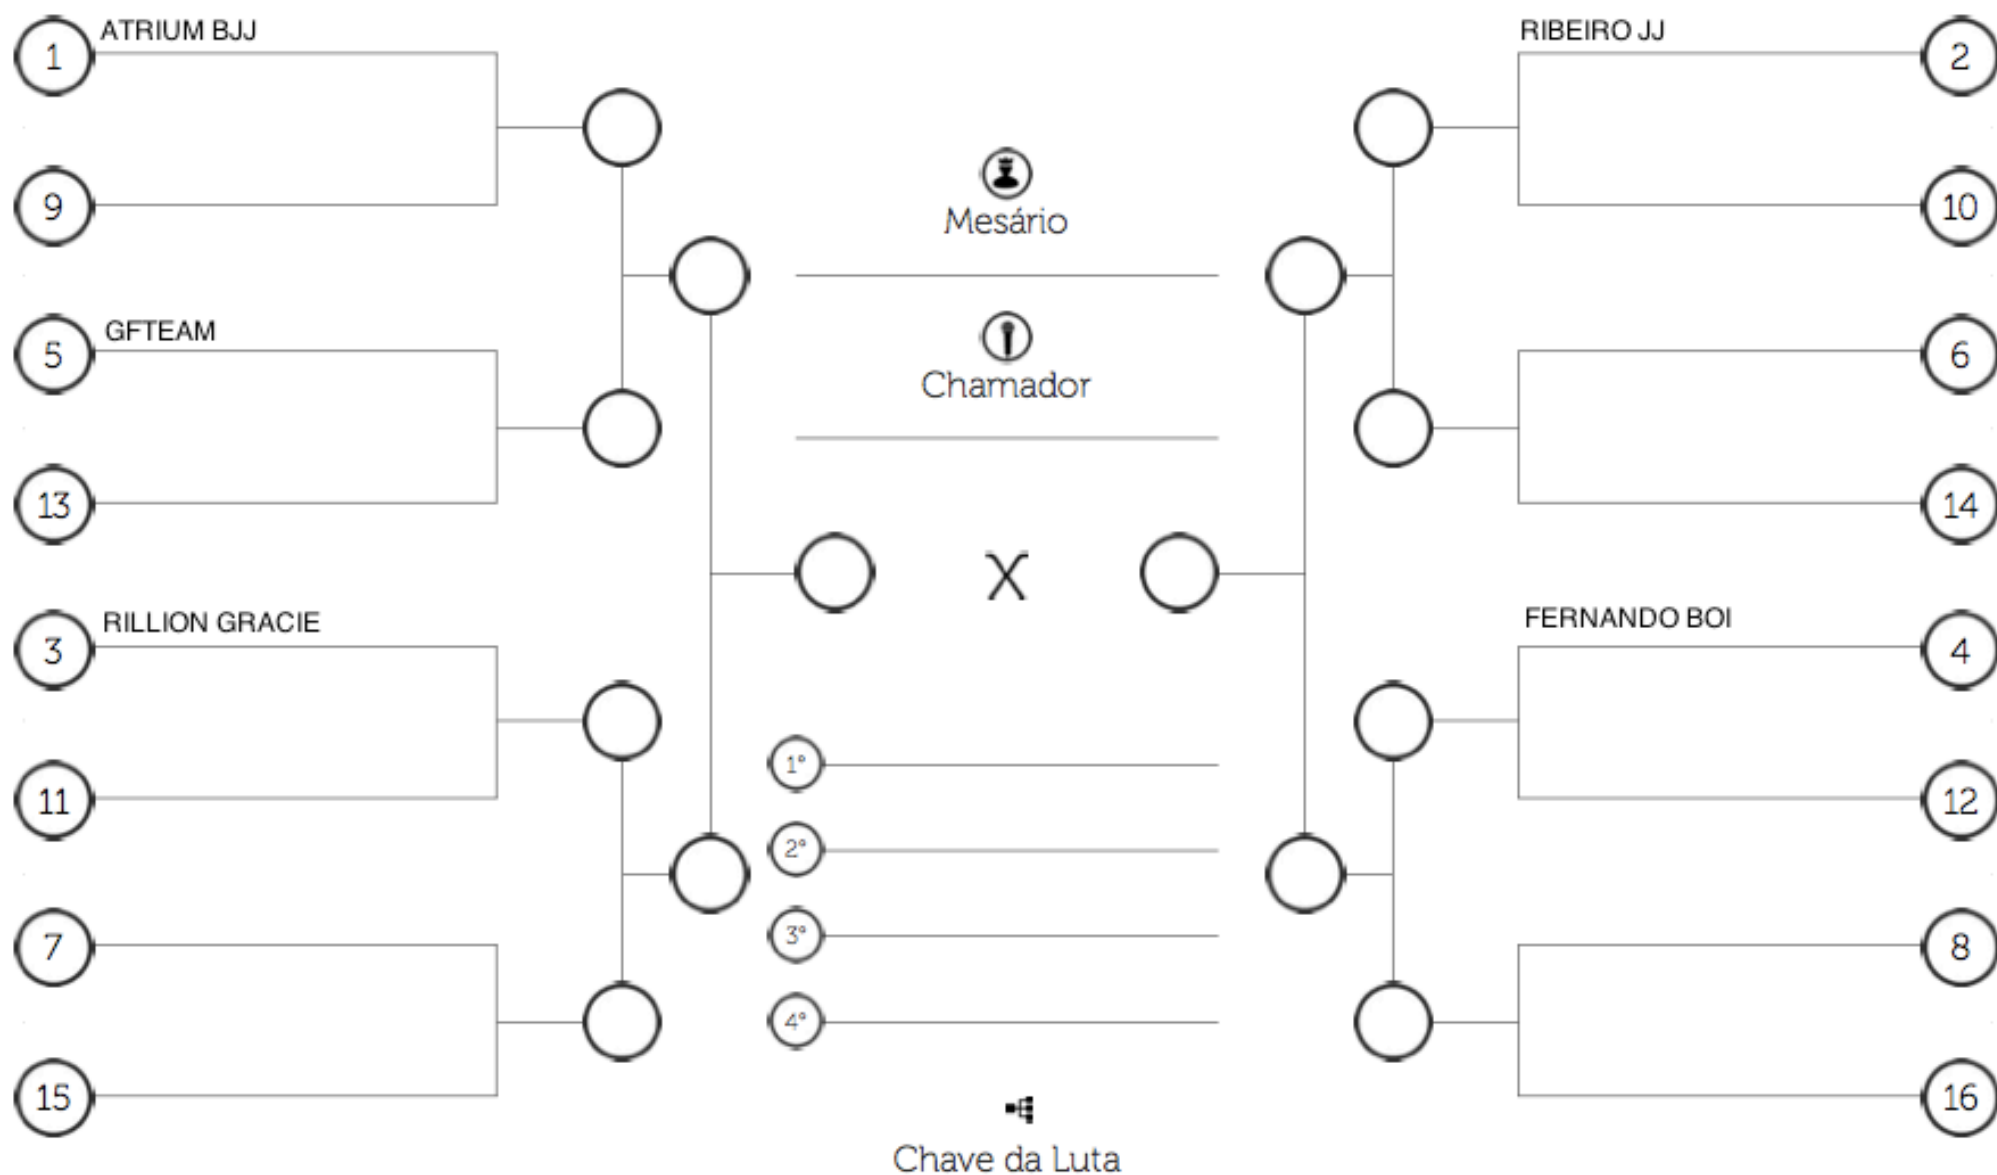 1 ATRIUM BJJ
9
5 GFTEAM
13
3 RILLION GRACIE
11
7
15
Mesário
Chamador
X
1°
2°
3°
4°
Chave da Luta
RIBEIRO JJ 2
10
6
14
FERNANDO BOI 4
12
8
16